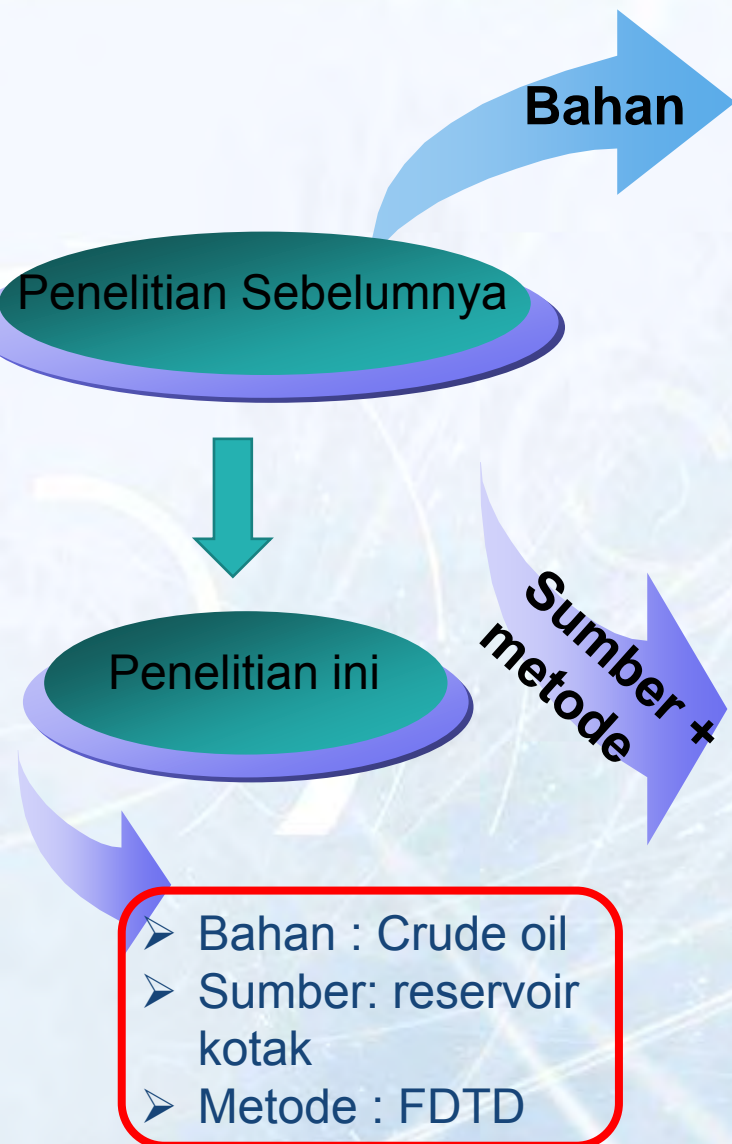 Bahan
Penelitian Sebelumnya
Sumber +
metode
Penelitian ini
➢ Bahan : Crude oil
➢ Sumber: reservoir
kotak
➢ Metode : FDTD